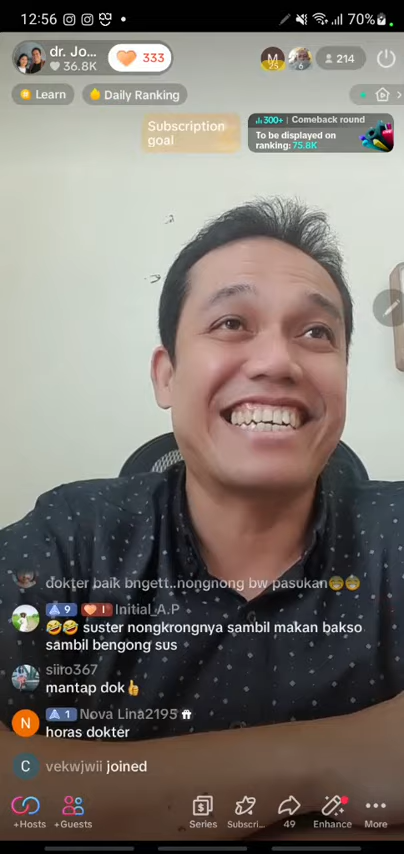 12:56
70%
dr. Jo...
36.8K
333
M
25
6
214
Learn
Daily Ranking
Subscription
goal
300+ | Comeback round
To be displayed on
ranking: 75.8K
dokter baik bngett..nongnong bw pasukan😁😁
9 1 Initial_A.P
🤣🤣 suster nongkrongnya sambil makan bakso
sambil bengong sus
siiro367
mantap dok👍
N
1 Nova Lina2195
horas dokter
C
vekwjwii joined
+Hosts
+Guests
Series
Subscri...
49
Enhance
More